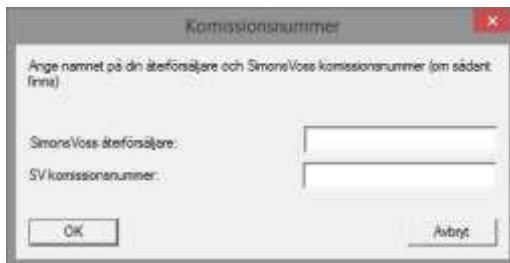 Komissionsnummer
Ange namnet på din återförsäljare och SimonsVoss komissionsnummer (om sådant
finns)
SimonsVoss återförsäljare:
SV komissionsnummer:
OK
Avbryt